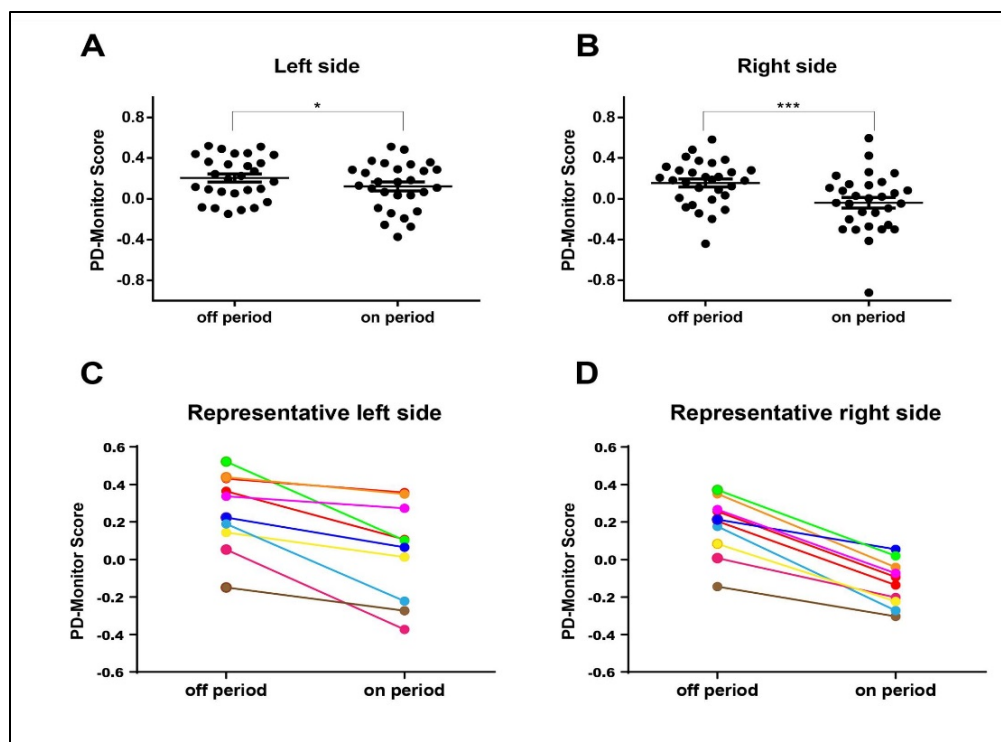 A
Left side
*
PD-Monitor Score
0.8
0.4
0.0
-0.4
-0.8
off period on period
B
Right side
***
PD-Monitor Score
0.8
0.4
0.0
-0.4
-0.8
off period on period
C
Representative left side
PD-Monitor Score
0.6
0.4
0.2
0.0
-0.2
-0.4
-0.6
off period on period
D
Representative right side
PD-Monitor Score
0.6
0.4
0.2
0.0
-0.2
-0.4
-0.6
off period on period